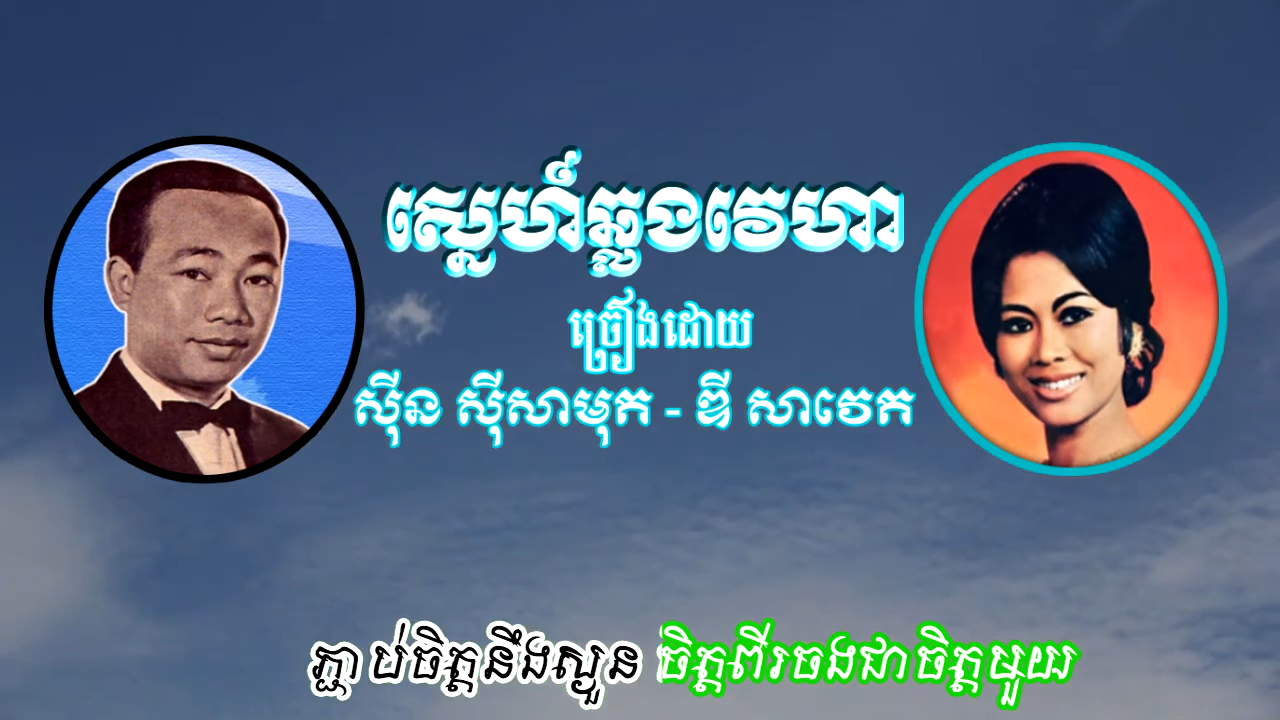 ស្នេហ៍ឆ្លងវេហា
ច្រៀងដោយ
ស៊ីន ស៊ីសាមុត - ឌី សាវេត
ភ្ជាប់ចិត្តនឹងស្ងួន ចិត្តពីរចងជាចិត្តមួយ